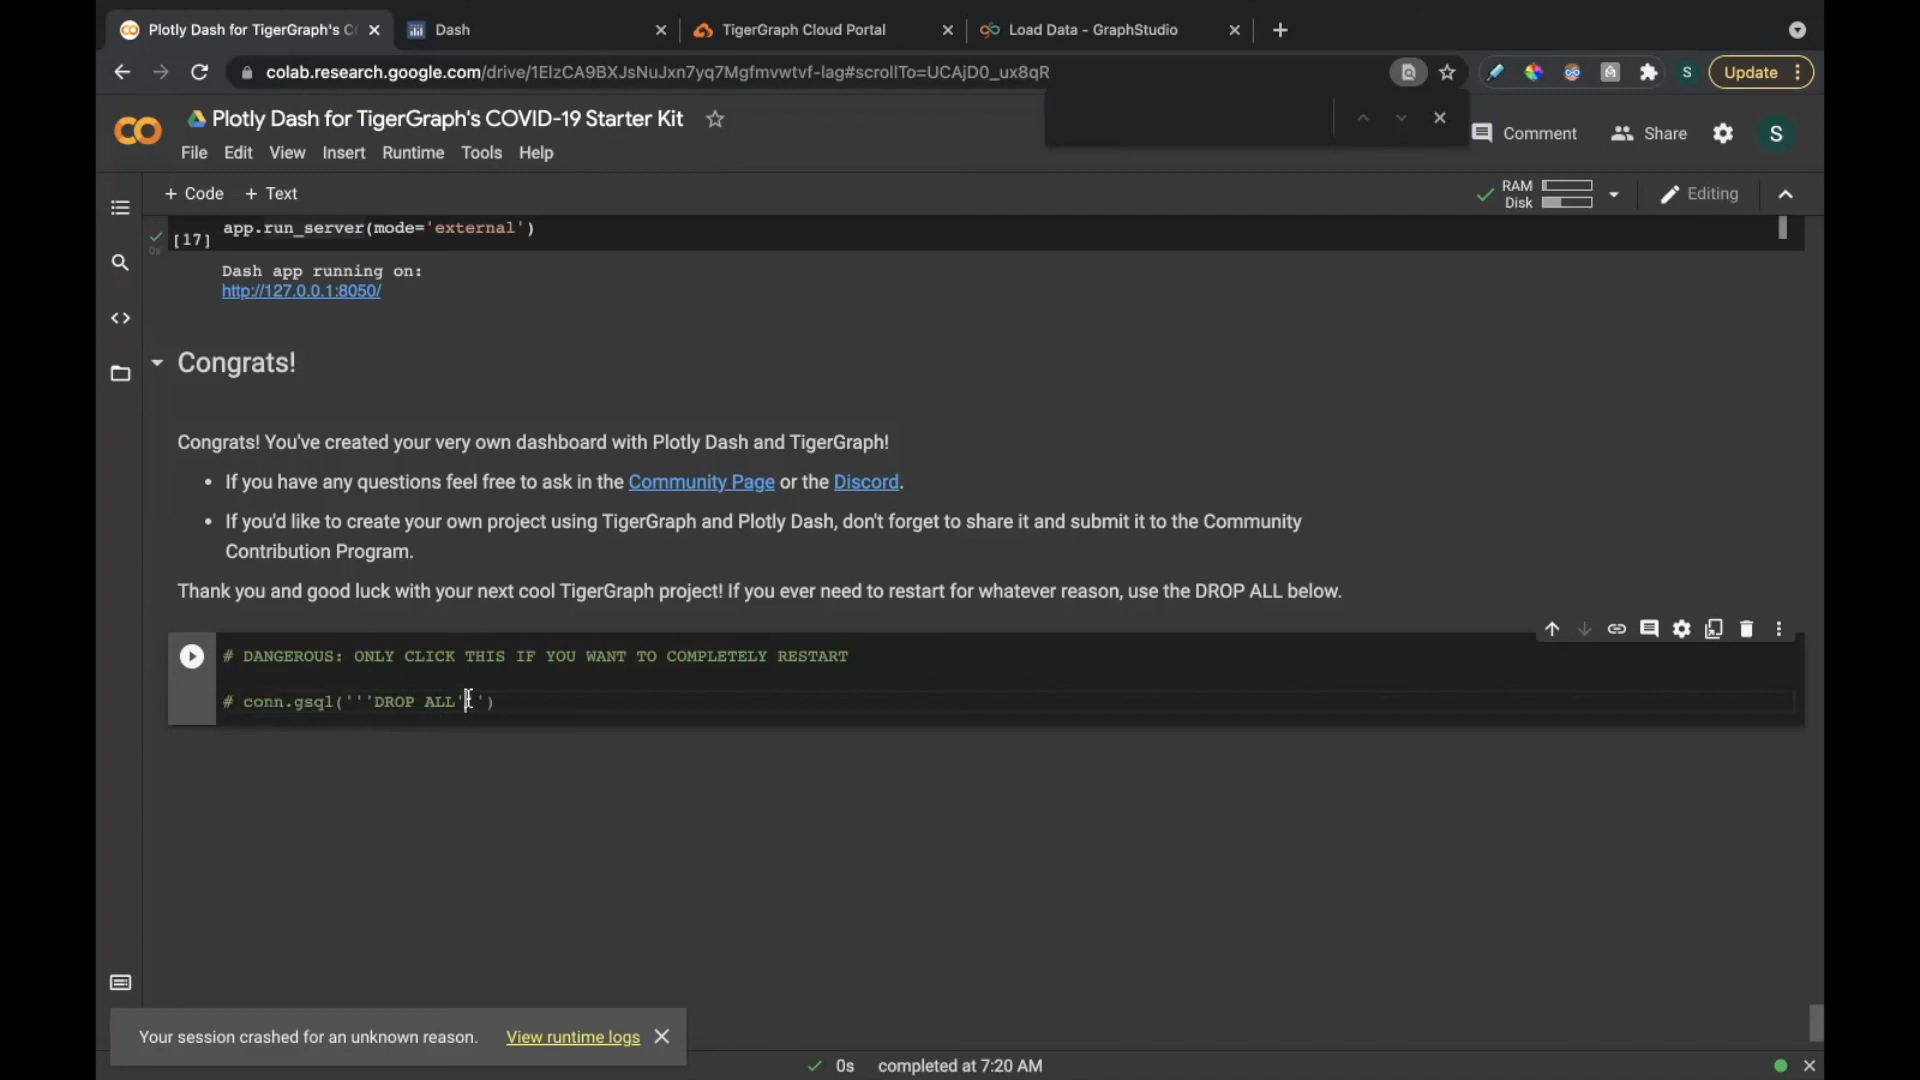 Plotly Dash for TigerGraph's C
Dash
TigerGraph Cloud Portal
Load Data - GraphStudio
colab.research.google.com/drive/1ElzCA9BXJsNuJxn7yq7Mgfmvwtvf-lag#scrollTo=UCAjD0_ux8qR
S
Update
Plotly Dash for TigerGraph's COVID-19 Starter Kit
Comment
Share
S
File Edit View Insert Runtime Tools Help
+ Code + Text
RAM
Disk
Editing
[17]
0s
app.run_server(mode='external')
Dash app running on:
http://127.0.0.1:8050/
Congrats!
Congrats! You've created your very own dashboard with Plotly Dash and TigerGraph!
• If you have any questions feel free to ask in the Community Page or the Discord.
• If you'd like to create your own project using TigerGraph and Plotly Dash, don't forget to share it and submit it to the Community
Contribution Program.
Thank you and good luck with your next cool TigerGraph project! If you ever need to restart for whatever reason, use the DROP ALL below.
# DANGEROUS: ONLY CLICK THIS IF YOU WANT TO COMPLETELY RESTART
# conn.gsql('''DROP ALL''')
Your session crashed for an unknown reason. View runtime logs
0s completed at 7:20 AM